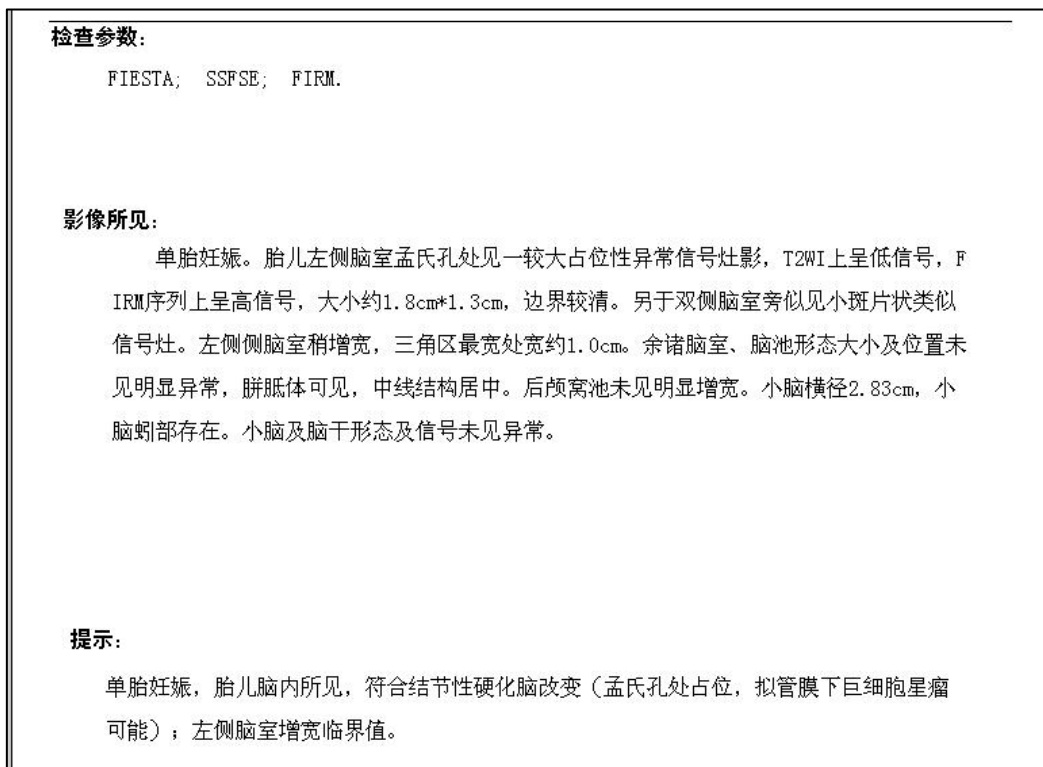 检查参数：
FIESTA； SSFSE； FIRM.
影像所见：
单胎妊娠。胎儿左侧脑室孟氏孔处见一较大占位性异常信号灶影，T2WI上呈低信号，F
IRM序列上呈高信号，大小约1.8cm*1.3cm，边界较清。另于双侧脑室旁似见小斑片状类似
信号灶。左侧侧脑室稍增宽，三角区最宽处宽约1.0cm。余诸脑室、脑池形态大小及位置未
见明显异常，胼胝体可见，中线结构居中。后颅窝池未见明显增宽。小脑横径2.83cm，小
脑蚓部存在。小脑及脑干形态及信号未见异常。
提示：
单胎妊娠，胎儿脑内所见，符合结节性硬化脑改变（孟氏孔处占位，拟管膜下巨细胞星瘤
可能）；左侧脑室增宽临界值。